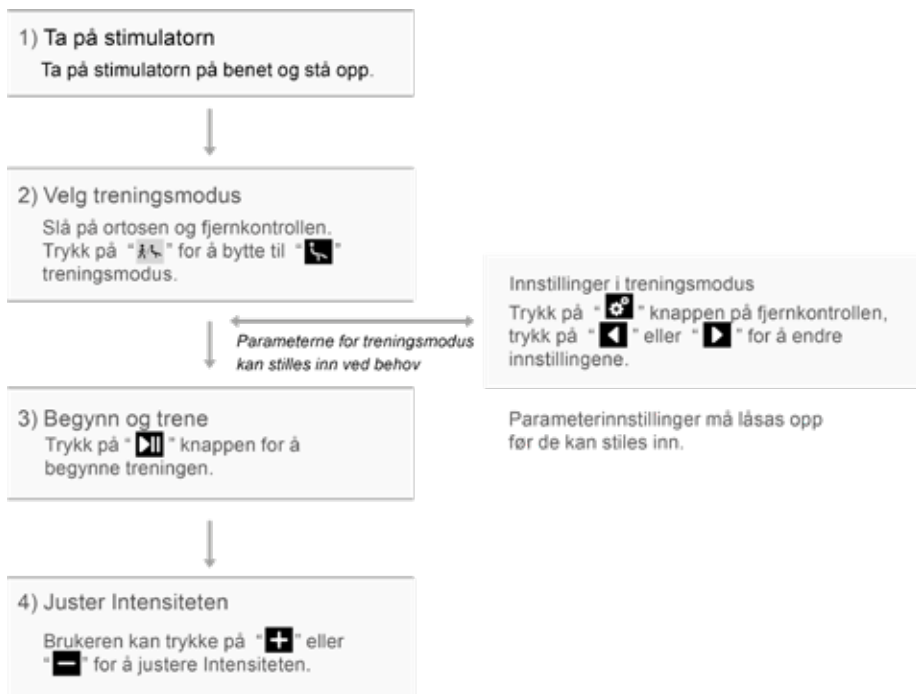 1) Ta på stimulatorn
Ta på stimulatorn på benet og stå opp.
2) Velg treningsmodus
Slå på ortosen og fjernkontrollen.
Trykk på “ ” for å bytte til “ ”
treningsmodus.
Parameterne for treningsmodus
kan stilles inn ved behov
Innstillinger i treningsmodus
Trykk på “ ” knappen på fjernkontrollen,
trykk på “ ” eller “ ” for å endre
innstillingene.
Parameterinnstillinger må låsas opp
før de kan stiles inn.
3) Begynn og trene
Trykk på “ ” knappen for å
begynne treningen.
4) Juster Intensiteten
Brukeren kan trykke på “+” eller
“−” for å justere Intensiteten.